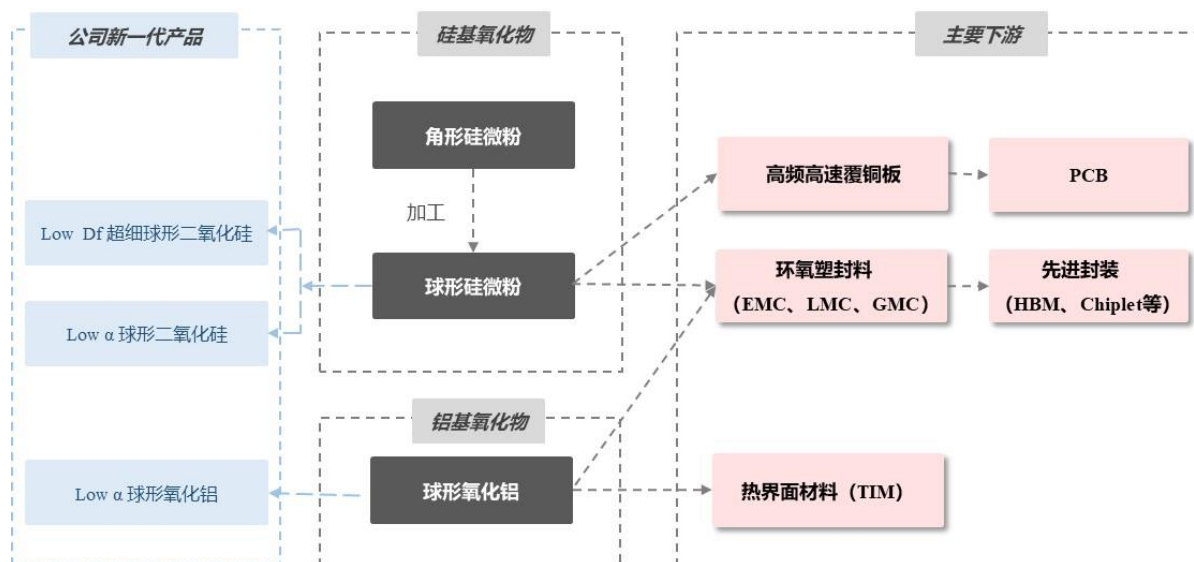 公司新一代产品
硅基氧化物
主要下游
角形硅微粉
加工
球形硅微粉
Low Df 超细球形二氧化硅
Low α 球形二氧化硅
高频高速覆铜板
PCB
环氧塑封料
（EMC、LMC、GMC）
先进封装
（HBM、Chiplet等）
铝基氧化物
Low α 球形氧化铝
球形氧化铝
热界面材料（TIM）